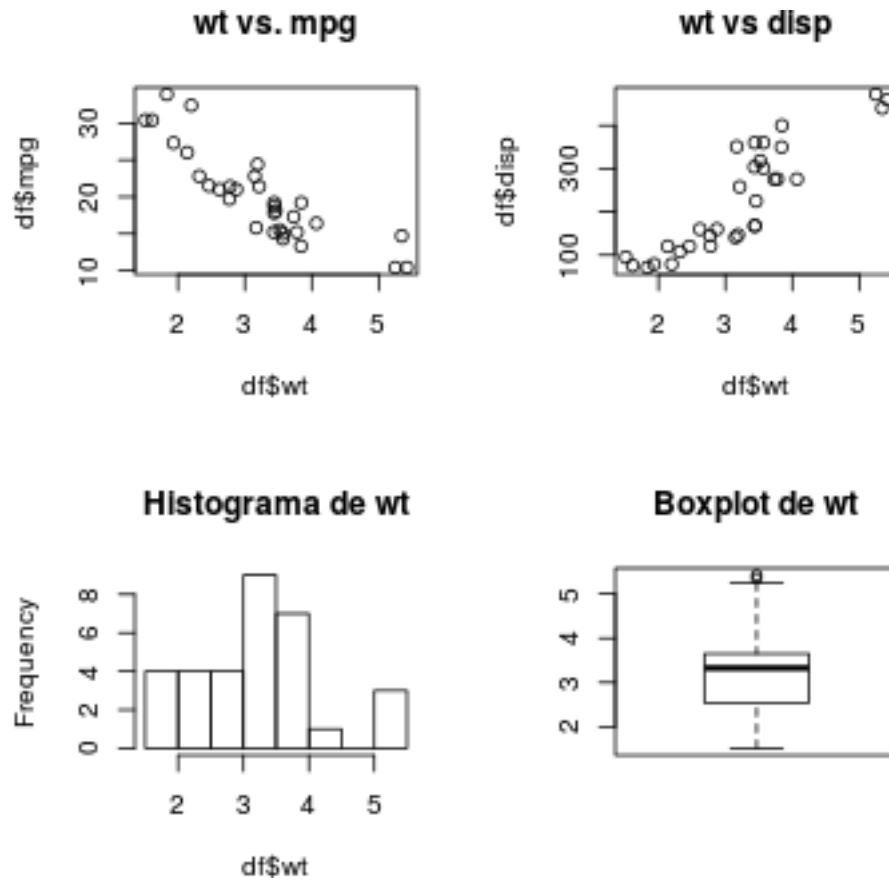 wt vs. mpg
df$mpg
30
20
10
2 3 4 5
df$wt
wt vs disp
df$disp
300
100
2 3 4 5
df$wt
Histograma de wt
Frequency
8
6
4
2
0
2 3 4 5
df$wt
Boxplot de wt
5
4
3
2